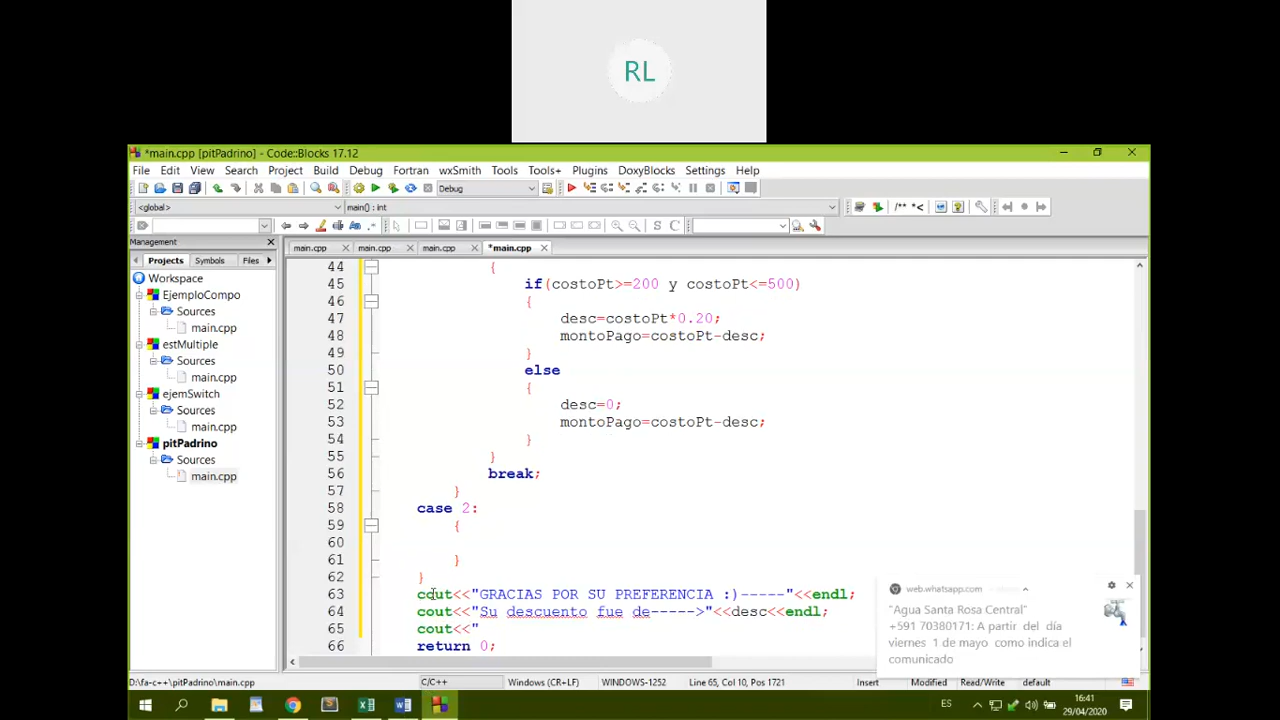 RL
*main.cpp [pitPadrino] - Code::Blocks 17.12
File Edit View Search Project Build Debug Fortran wxSmith Tools Tools+ Plugins DoxyBlocks Settings Help
Debug
<global> main() : int /** *<
Management
main.cpp main.cpp main.cpp *main.cpp
Projects Symbols Files
Workspace
EjemploCompo
Sources
main.cpp
estMultiple
Sources
main.cpp
ejemSwitch
Sources
main.cpp
pitPadrino
Sources
main.cpp
44 {
45 if(costoPt>=200 y costoPt<=500)
46 {
47 desc=costoPt*0.20;
48 montoPago=costoPt-desc;
49 }
50 else
51 {
52 desc=0;
53 montoPago=costoPt-desc;
54 }
55 }
56 break;
57 }
58 case 2:
59 {
60
61 }
62 }
63 cout<<"GRACIAS POR SU PREFERENCIA :)-----"<<endl;
64 cout<<"Su descuento fue de----->"<<desc<<endl;
65 cout<<"
66 return 0;
web.whatsapp.com
"Agua Santa Rosa Central"
+591 70380171: A partir del día
viernes 1 de mayo como indica el
comunicado
D:\fa-c++\pitPadrino\main.cpp C/C++ Windows (CR+LF) WINDOWS-1252 Line 65, Col 10, Pos 1721 Insert Modified Read/Write default
ES 16:41
29/04/2020